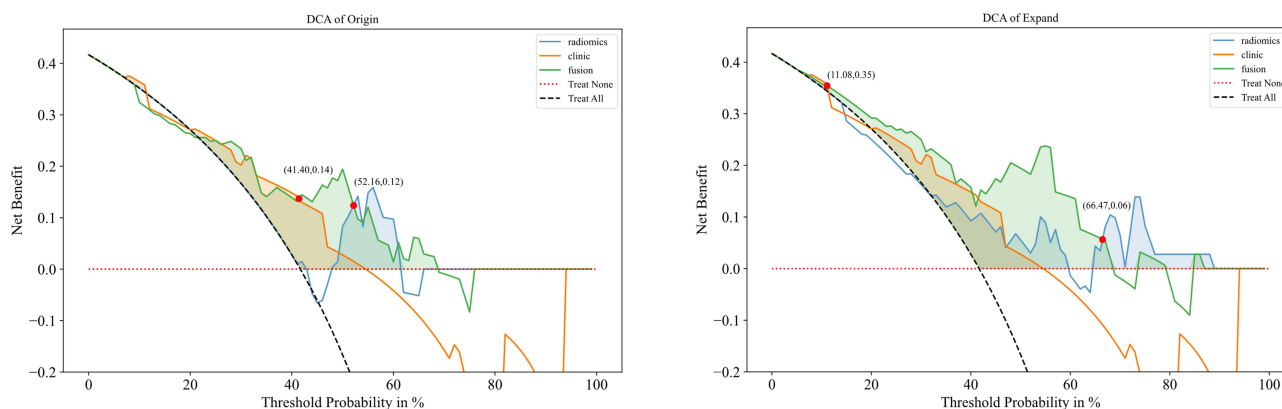 DCA of Origin
radiomics
clinic
fusion
Treat None
Treat All
(41.40,0.14)
(52.16,0.12)
Net Benefit
0.4
0.3
0.2
0.1
0.0
−0.1
−0.2
0
20
40
60
80
100
Threshold Probability in %
DCA of Expand
radiomics
clinic
fusion
Treat None
Treat All
(11.08,0.35)
(66.47,0.06)
Net Benefit
0.4
0.3
0.2
0.1
0.0
−0.1
−0.2
0
20
40
60
80
100
Threshold Probability in %